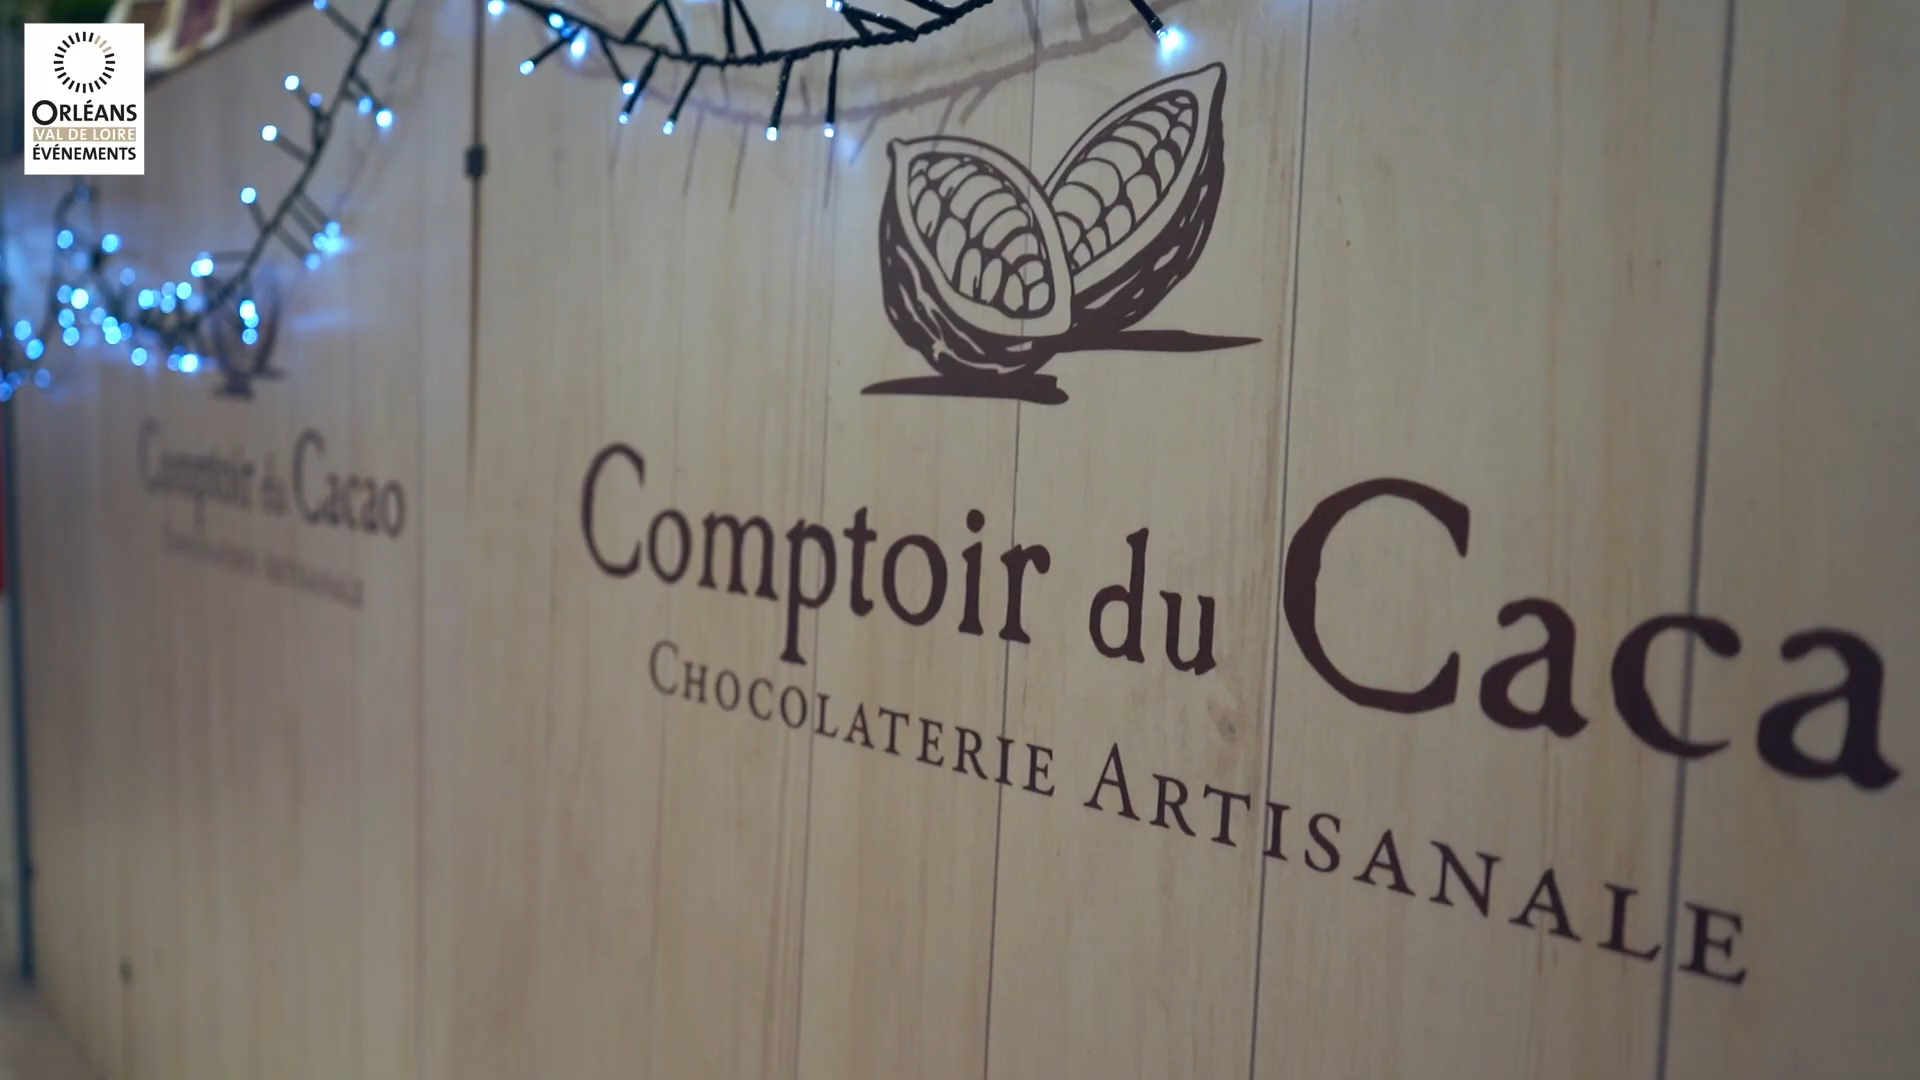 ORLÉANS
VAL DE LOIRE
ÉVÉNEMENTS
Comptoir du Cacao
Comptoir du Caca
CHOCOLATERIE ARTISANALE